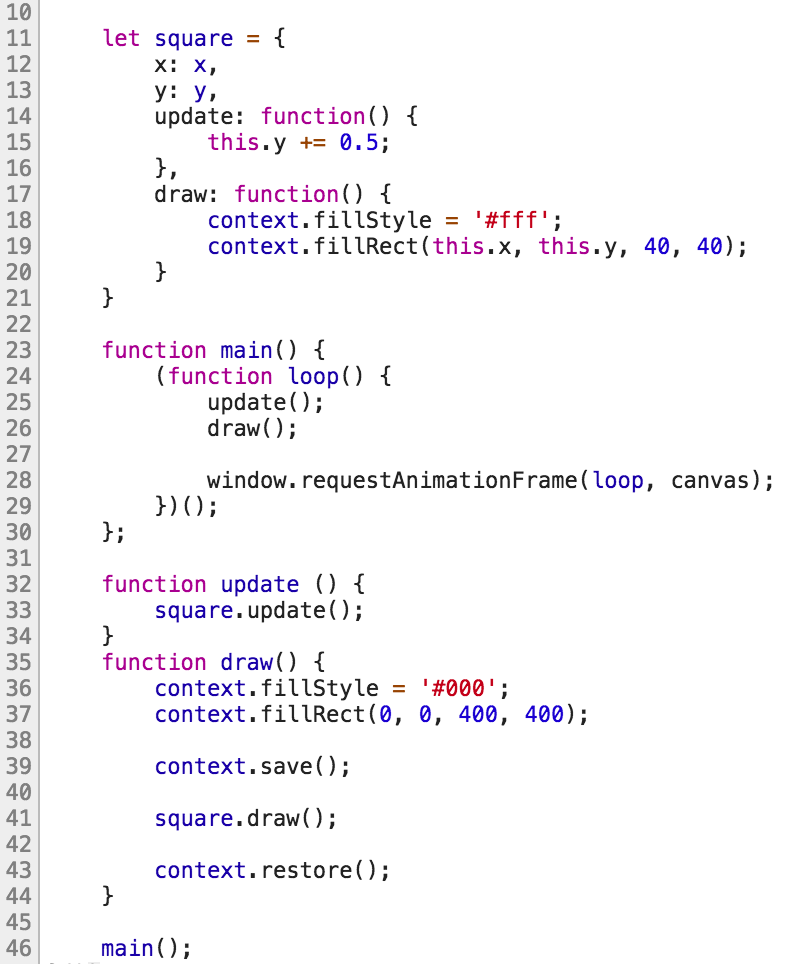 10
11 let square = {
12 x: x,
13 y: y,
14 update: function() {
15 this.y += 0.5;
16 },
17 draw: function() {
18 context.fillStyle = '#fff';
19 context.fillRect(this.x, this.y, 40, 40);
20 }
21 }
22
23 function main() {
24 (function loop() {
25 update();
26 draw();
27
28 window.requestAnimationFrame(loop, canvas);
29 })();
30 };
31
32 function update () {
33 square.update();
34 }
35 function draw() {
36 context.fillStyle = '#000';
37 context.fillRect(0, 0, 400, 400);
38
39 context.save();
40
41 square.draw();
42
43 context.restore();
44 }
45
46 main();